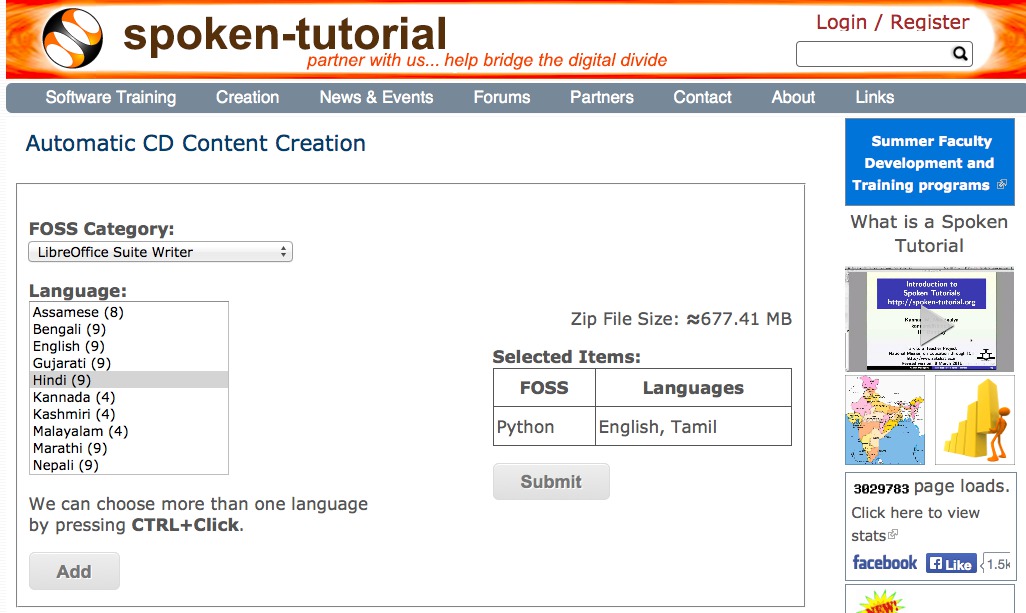 spoken-tutorial
partner with us... help bridge the digital divide
Login / Register
Software Training Creation News & Events Forums Partners Contact About Links
Automatic CD Content Creation
FOSS Category:
LibreOffice Suite Writer
Language:
Assamese (8)
Bengali (9)
English (9)
Gujarati (9)
Hindi (9)
Kannada (4)
Kashmiri (4)
Malayalam (4)
Marathi (9)
Nepali (9)
We can choose more than one language
by pressing CTRL+Click.
Add
Zip File Size: ≈677.41 MB
Selected Items:
FOSS Languages
Python English, Tamil
Submit
Summer Faculty
Development and
Training programs
What is a Spoken
Tutorial
Introduction to
Spoken Tutorials
http://spoken-tutorial.org
3029783 page loads.
Click here to view
stats
facebook Like 1.5k
NEW!